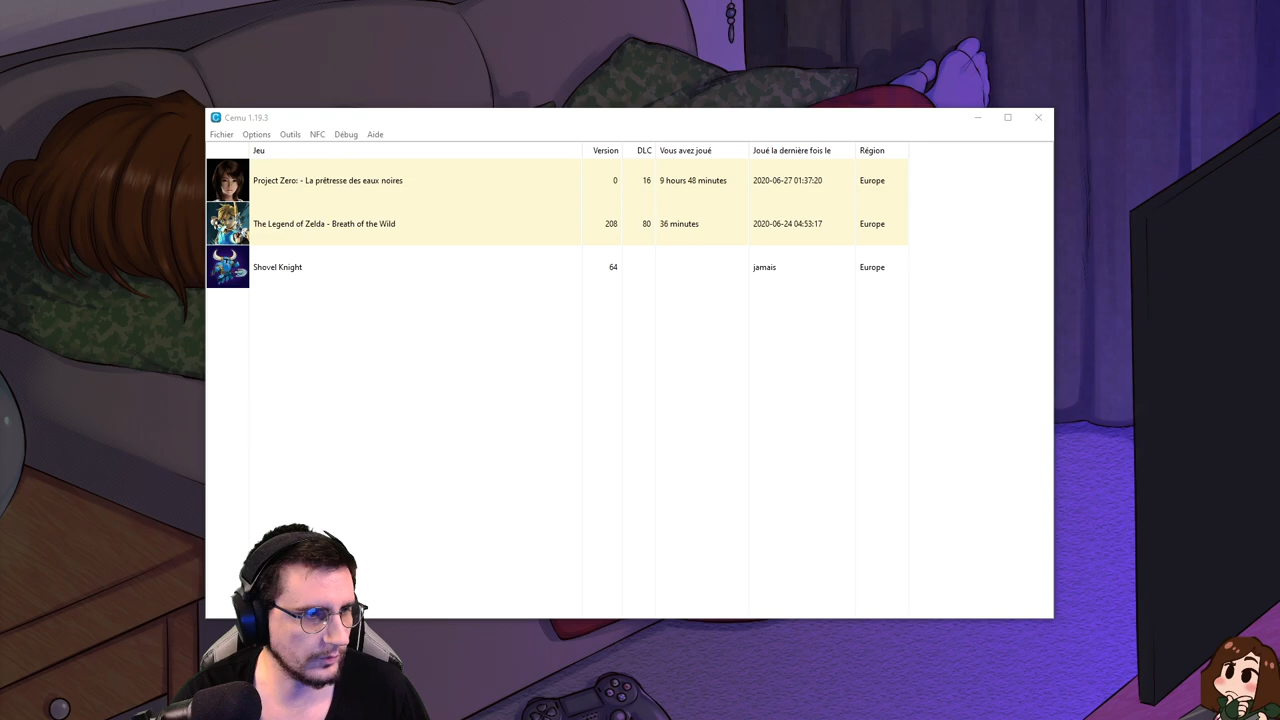 Cemu 1.19.3
Fichier Options Outils NFC Débug Aide
Jeu Version DLC Vous avez joué Joué la dernière fois le Région
Project Zero: - La prêtresse des eaux noires 0 16 9 hours 48 minutes 2020-06-27 01:37:20 Europe
The Legend of Zelda - Breath of the Wild 208 80 36 minutes 2020-06-24 04:53:17 Europe
Shovel Knight 64 jamais Europe